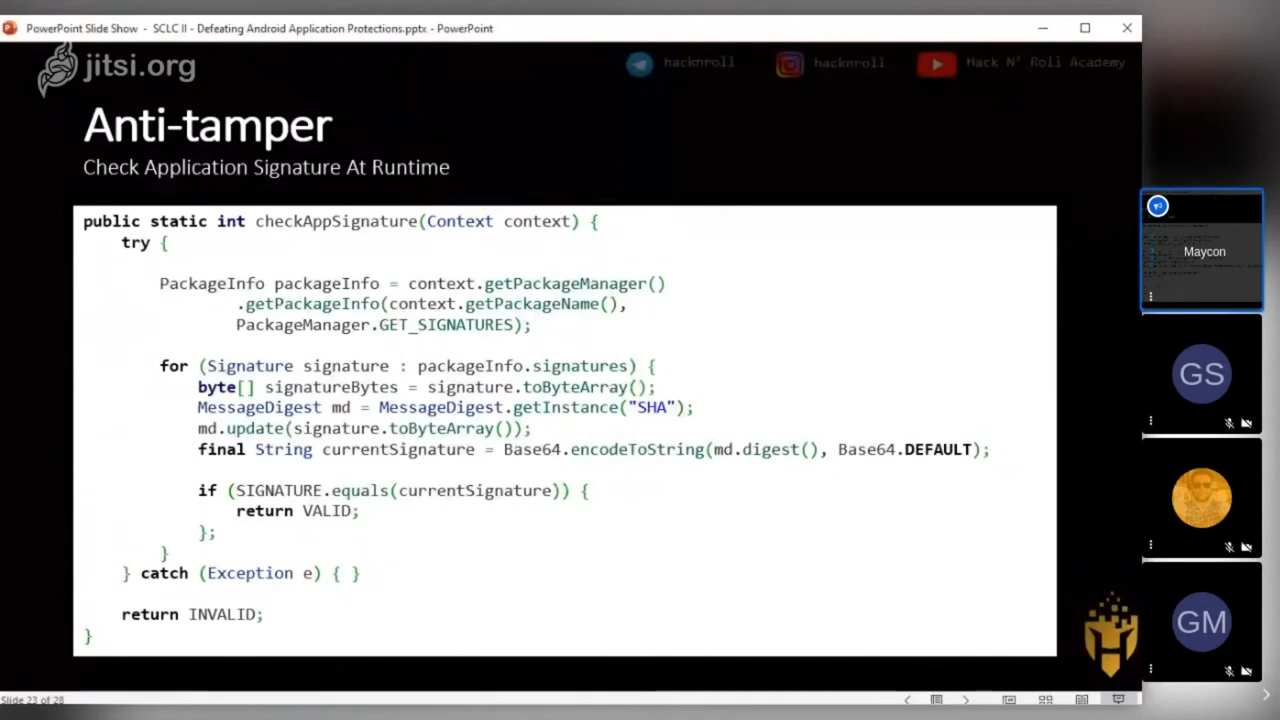 PowerPoint Slide Show - SCLC II - Defeating Android Application Protections.pptx - PowerPoint
jitsi.org
hacknroll
hacknroll
Hack N' Roll Academy
Anti-tamper
Check Application Signature At Runtime
public static int checkAppSignature(Context context) {
try {
PackageInfo packageInfo = context.getPackageManager()
.getPackageInfo(context.getPackageName(),
PackageManager.GET_SIGNATURES);
for (Signature signature : packageInfo.signatures) {
byte[] signatureBytes = signature.toByteArray();
MessageDigest md = MessageDigest.getInstance("SHA");
md.update(signature.toByteArray());
final String currentSignature = Base64.encodeToString(md.digest(), Base64.DEFAULT);
if (SIGNATURE.equals(currentSignature)) {
return VALID;
};
}
} catch (Exception e) { }
return INVALID;
}
Maycon
GS
GM
Slide 23 of 28